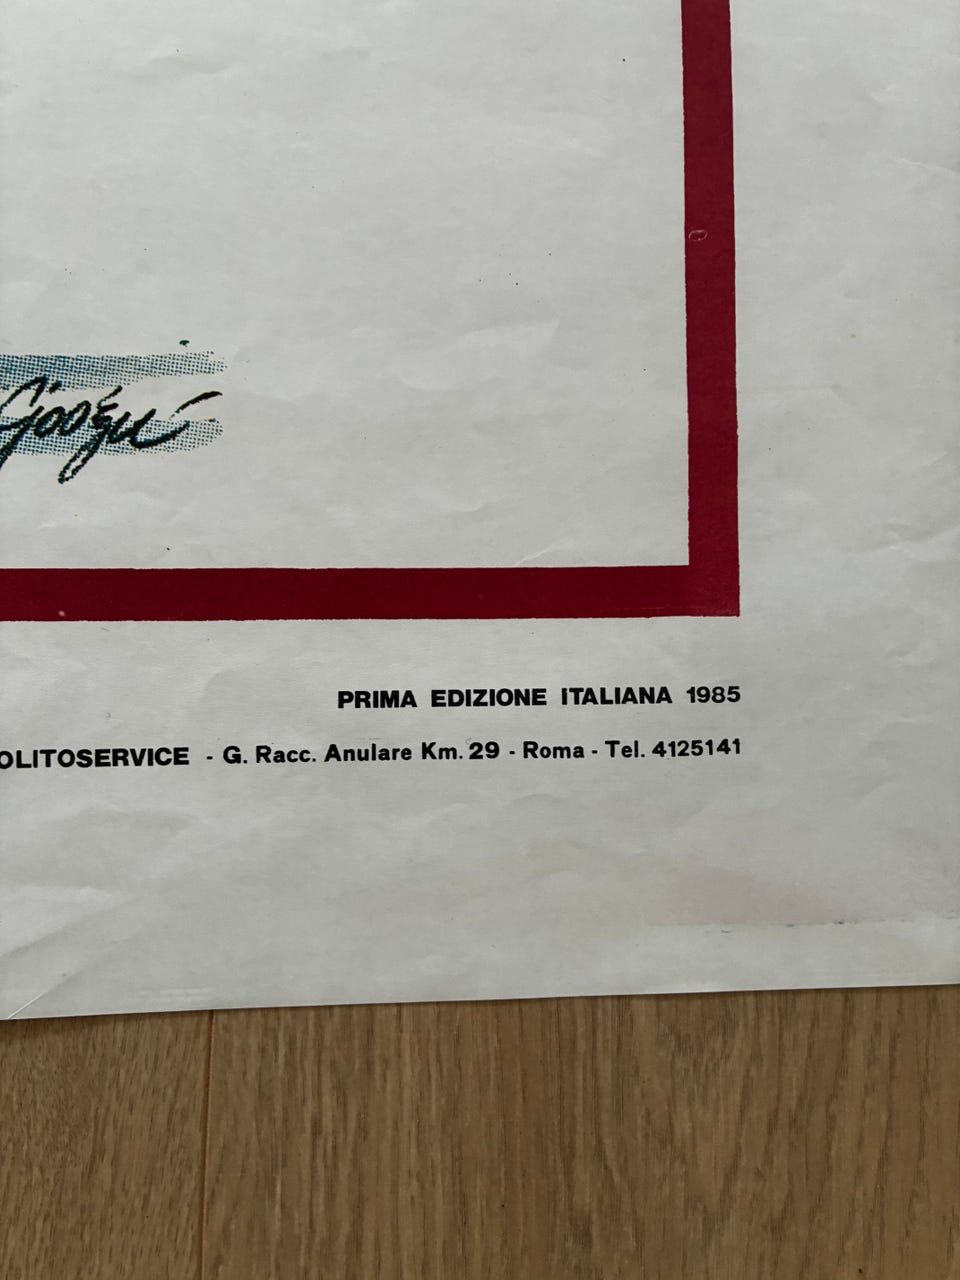 PRIMA EDIZIONE ITALIANA 1985
OLITOSERVICE - G. Racc. Anulare Km. 29 - Roma - Tel. 4125141